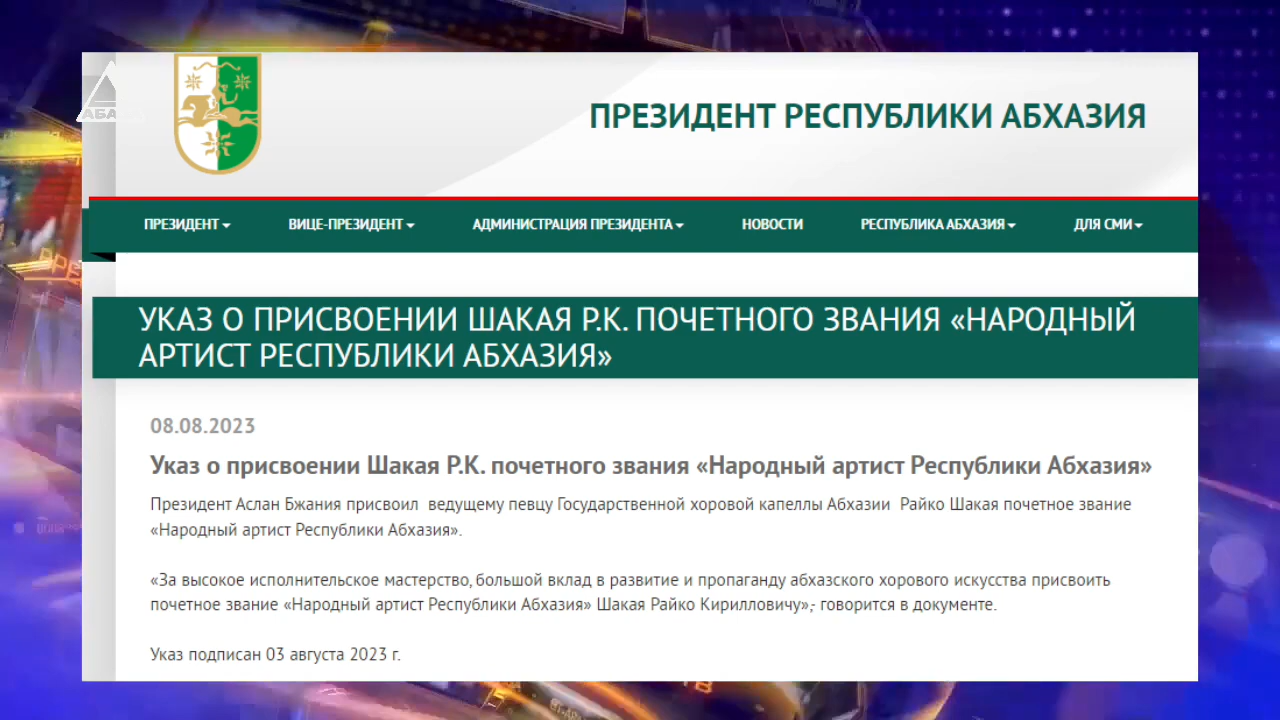 АБАЗА
ПРЕЗИДЕНТ РЕСПУБЛИКИ АБХАЗИЯ
ПРЕЗИДЕНТ ВИЦЕ-ПРЕЗИДЕНТ АДМИНИСТРАЦИЯ ПРЕЗИДЕНТА НОВОСТИ РЕСПУБЛИКА АБХАЗИЯ ДЛЯ СМИ
УКАЗ О ПРИСВОЕНИИ ШАКАЯ Р.К. ПОЧЕТНОГО ЗВАНИЯ «НАРОДНЫЙ
АРТИСТ РЕСПУБЛИКИ АБХАЗИЯ»
08.08.2023
Указ о присвоении Шакая Р.К. почетного звания «Народный артист Республики Абхазия»
Президент Аслан Бжания присвоил ведущему певцу Государственной хоровой капеллы Абхазии Райко Шакая почетное звание
«Народный артист Республики Абхазия».
«За высокое исполнительское мастерство, большой вклад в развитие и пропаганду абхазского хорового искусства присвоить
почетное звание «Народный артист Республики Абхазия» Шакая Райко Кирилловичу»,- говорится в документе.
Указ подписан 03 августа 2023 г.